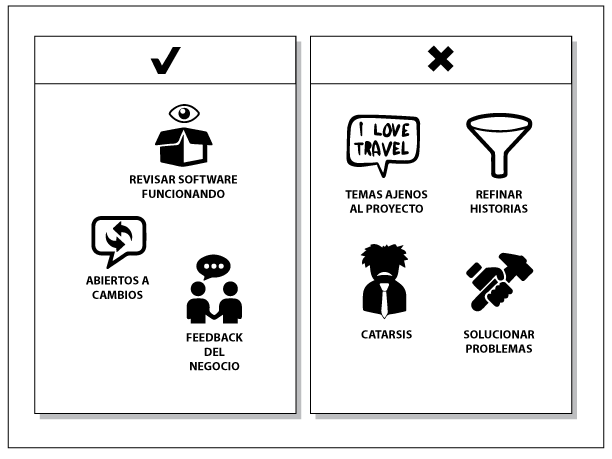 REVISAR SOFTWARE
FUNCIONANDO
ABIERTOS A
CAMBIOS
FEEDBACK
DEL
NEGOCIO
I LOVE
TRAVEL
TEMAS AJENOS
AL PROYECTO
REFINAR
HISTORIAS
CATARSIS
SOLUCIONAR
PROBLEMAS